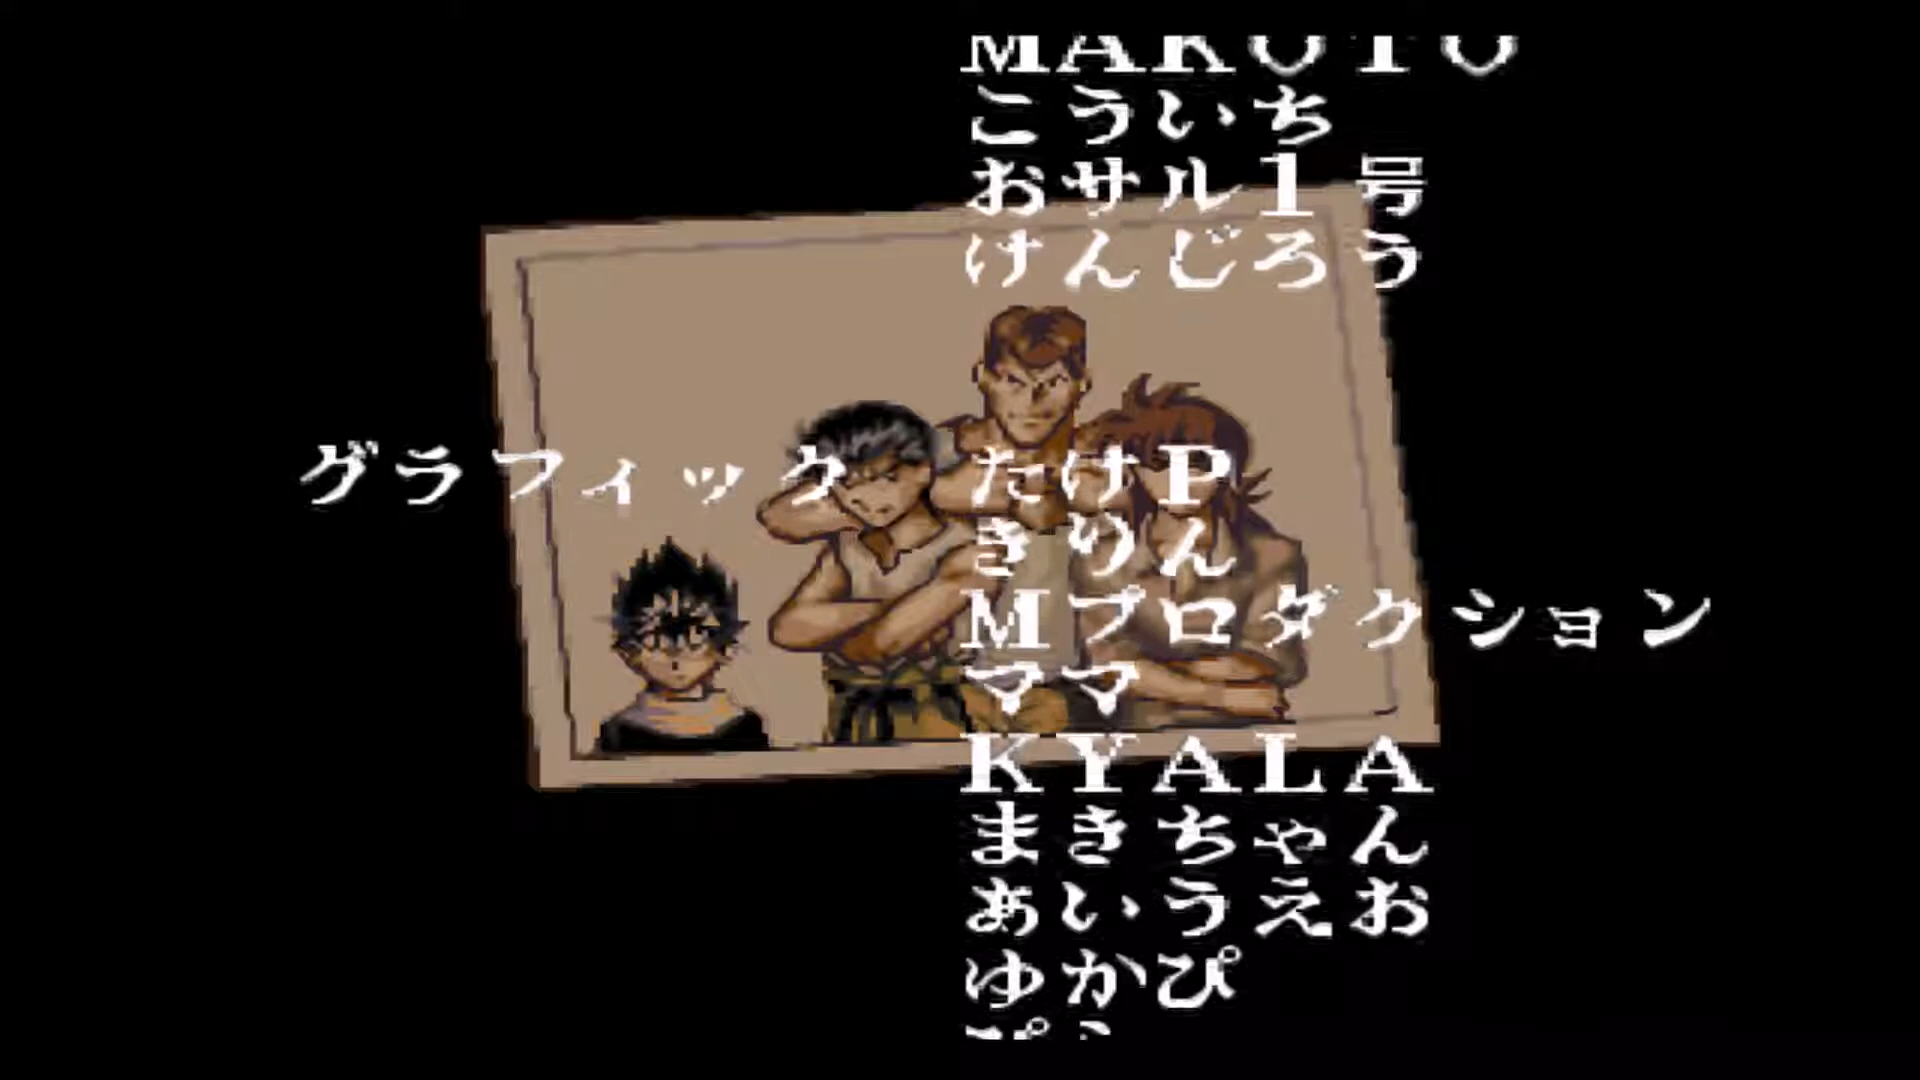 MAKOTO
こういち
おサル1号
けんじろう
グラフィック たけP
きりん
Mプロダクション
ママ
KYALA
まきちゃん
あいうえお
ゆかぴ